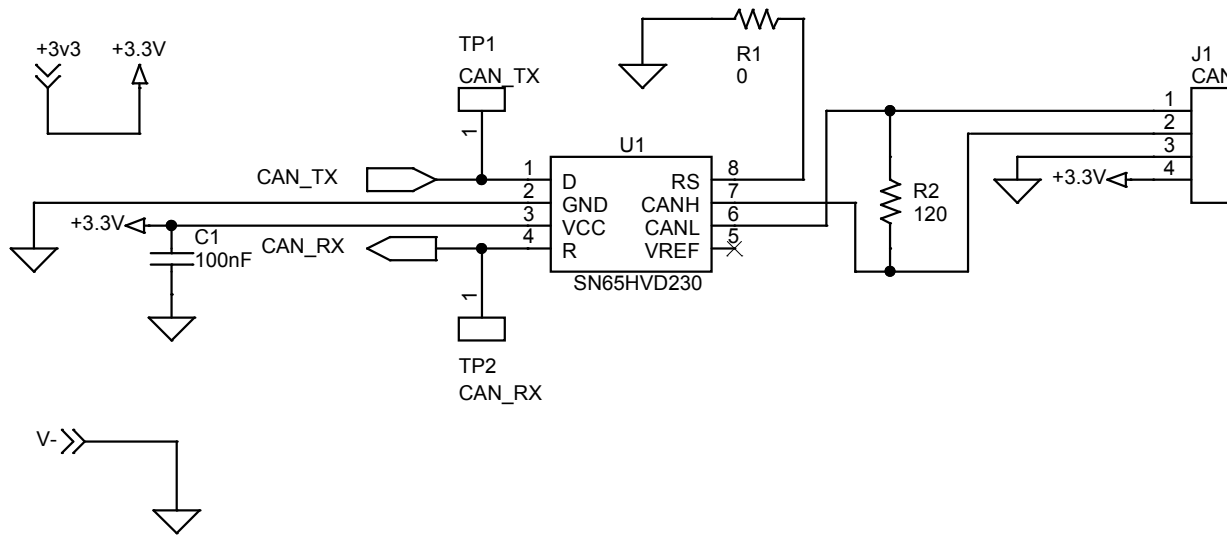 +3v3
+3.3V
TP1
CAN_TX
1
R1
0
J1
CAN
U1
CAN_TX
1
D
RS
8
1
2
GND
CANH
7
2
+3.3V
3
VCC
CANL
6
3
CAN_RX
4
R
VREF
5
+3.3V
4
C1
100nF
R2
120
SN65HVD230
1
TP2
CAN_RX
V-